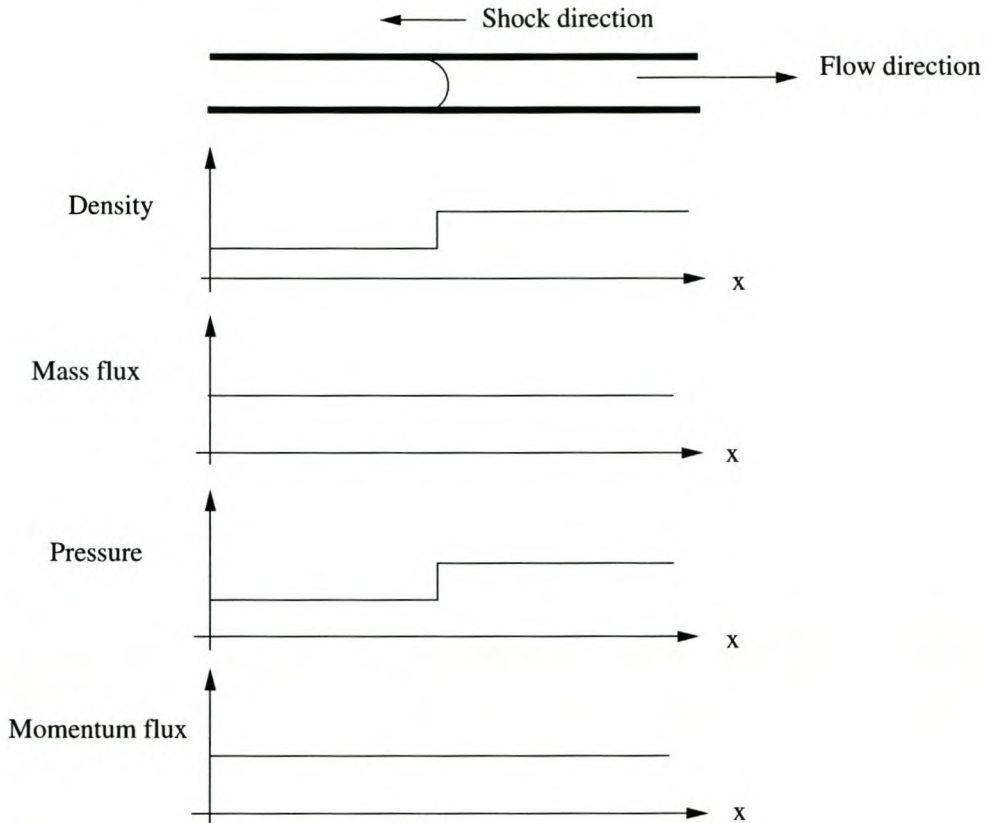 Shock direction
Flow direction
Density
x
Mass flux
x
Pressure
x
Momentum flux
x